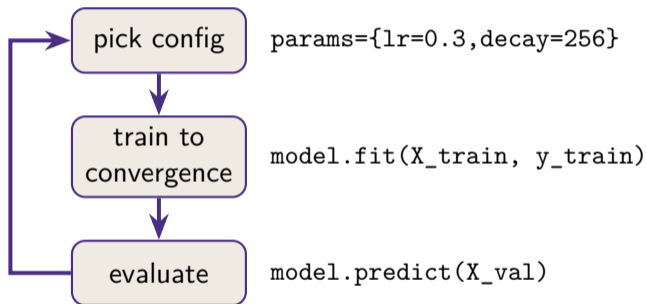 pick config params={lr=0.3,decay=256}
train to
convergence model.fit(X_train, y_train)
evaluate model.predict(X_val)